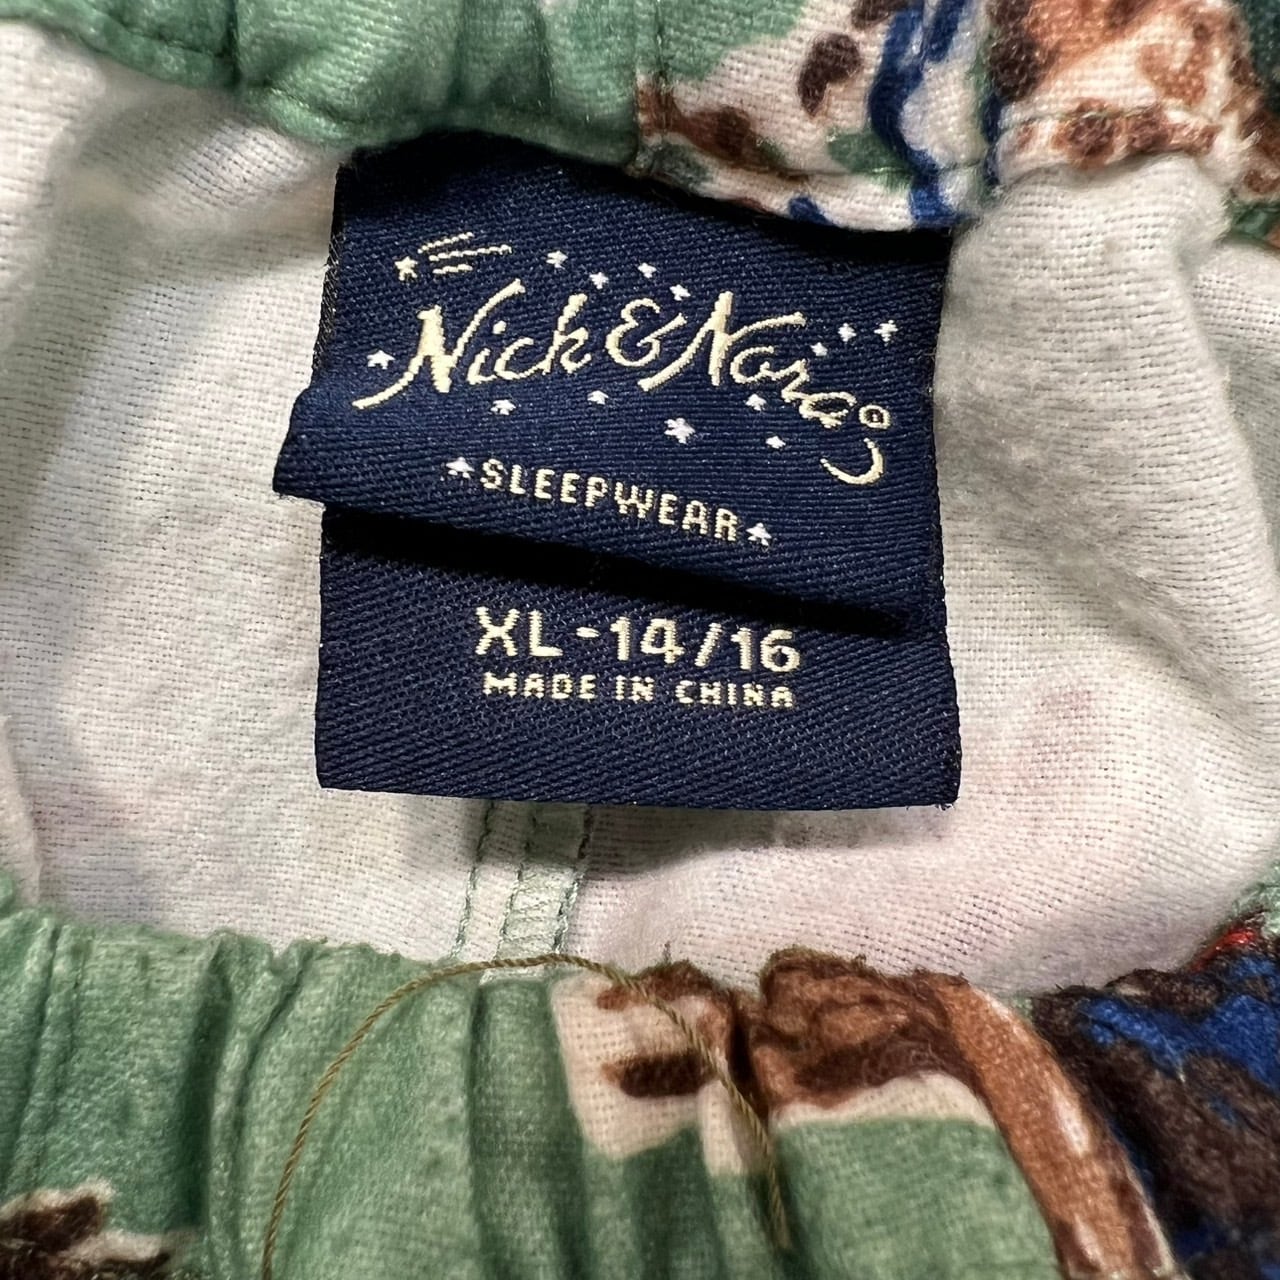 Nick & Nora©
SLEEPWEAR
XL-14/16
MADE IN CHINA